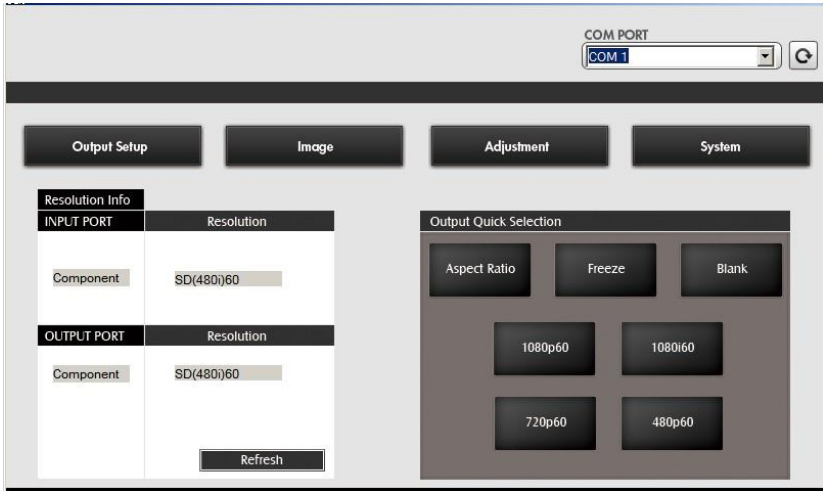 COM PORT
COM 1
Output Setup Image Adjustment System
Resolution Info
INPUT PORT Resolution
Component SD(480i)60
OUTPUT PORT Resolution
Component SD(480i)60
Refresh
Output Quick Selection
Aspect Ratio Freeze Blank
1080p60 1080i60
720p60 480p60